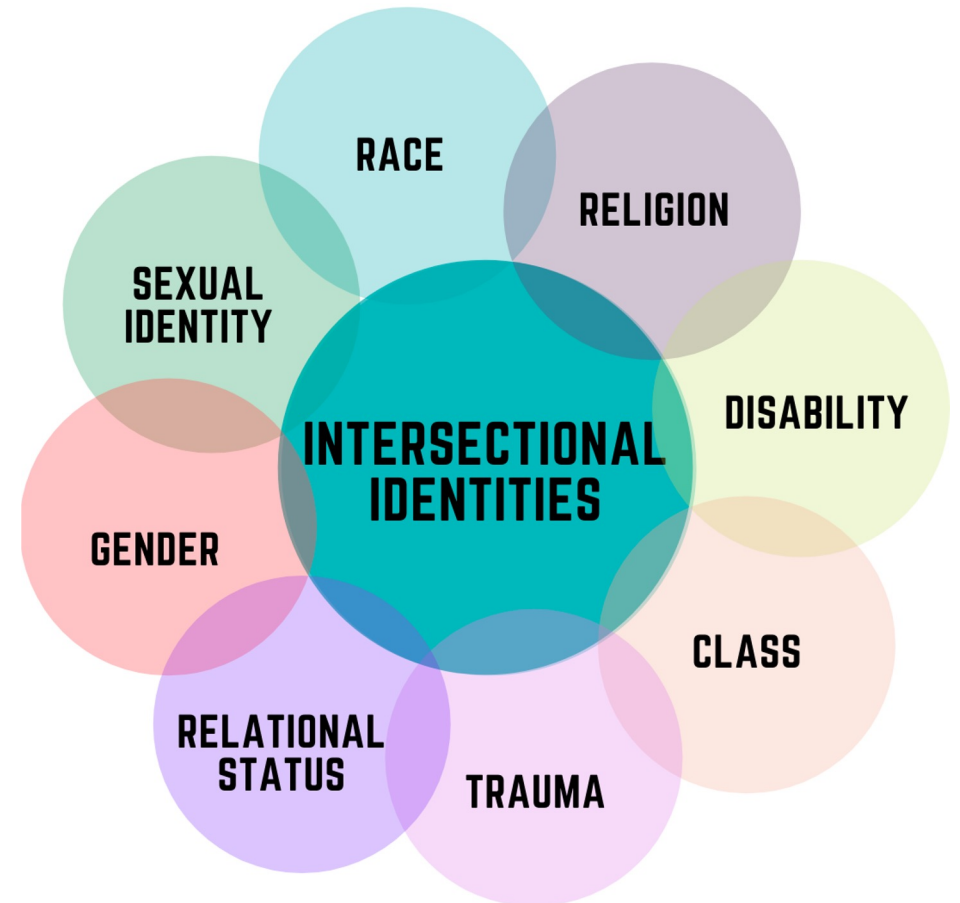 RACE
RELIGION
SEXUAL
IDENTITY
DISABILITY
INTERSECTIONAL
IDENTITIES
GENDER
CLASS
RELATIONAL
STATUS
TRAUMA